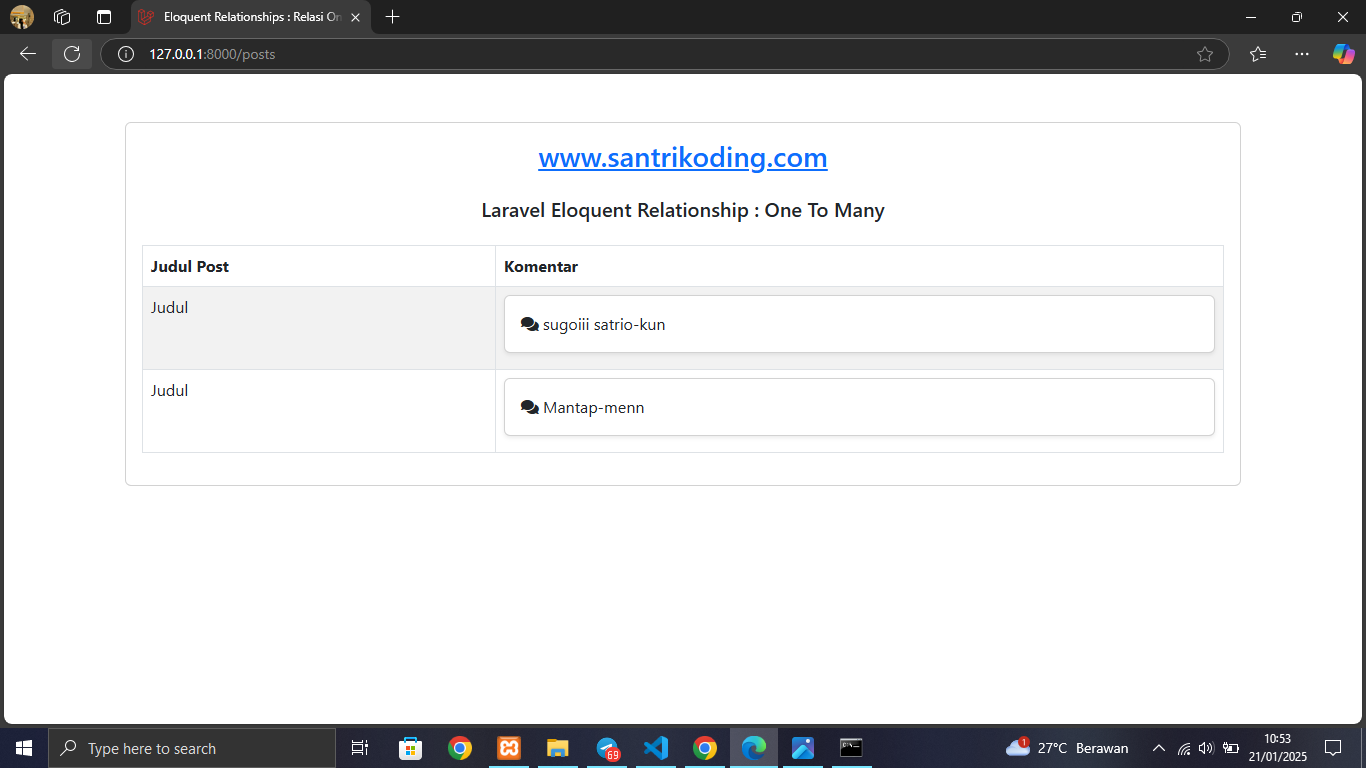 Eloquent Relationships : Relasi On
127.0.0.1:8000/posts
www.santrikoding.com
Laravel Eloquent Relationship : One To Many
Judul Post Komentar
Judul sugoiii satrio-kun
Judul Mantap-menn
Type here to search
69
1
27°C Berawan
10:53
21/01/2025